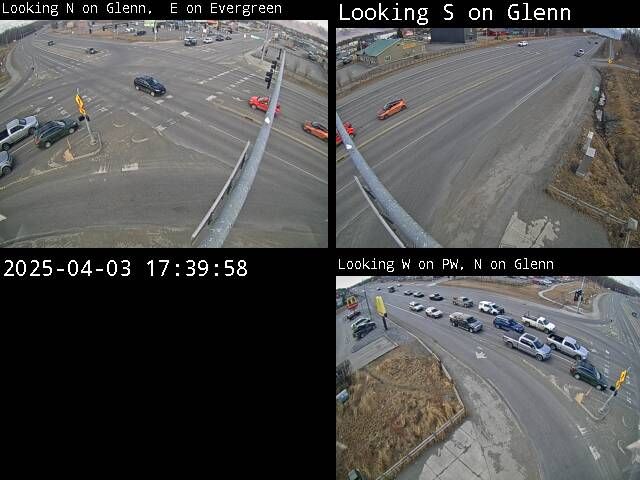 Looking N on Glenn,  E on Evergreen
Looking S on Glenn
2025-04-03 17:39:58
Looking W on PW, N on Glenn